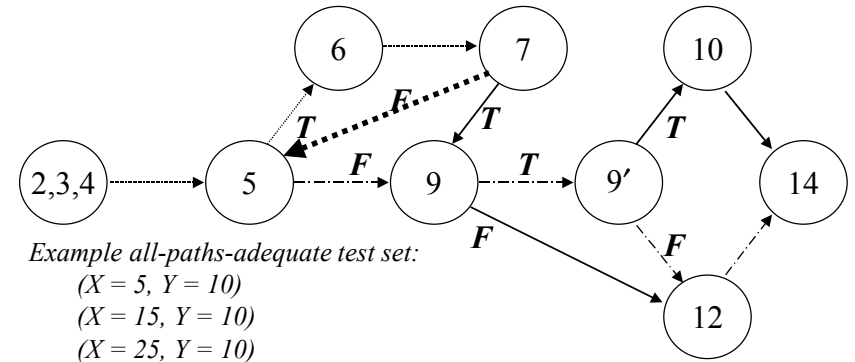 6
7
10
F
T
T
T
2,3,4
5
F
9
T
9′
14
F
F
12
Example all-paths-adequate test set:
(X = 5, Y = 10)
(X = 15, Y = 10)
(X = 25, Y = 10)